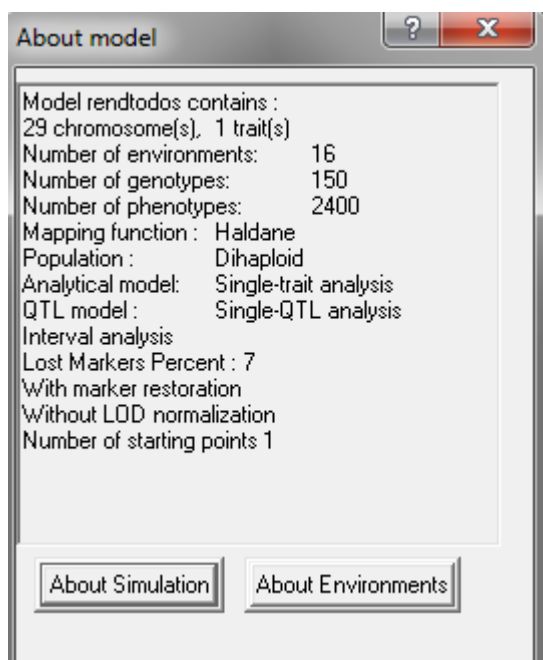 About model
?
X
Model rendtodos contains :
29 chromosome(s), 1 trait(s)
Number of environments: 16
Number of genotypes: 150
Number of phenotypes: 2400
Mapping function : Haldane
Population : Dihaploid
Analytical model: Single-trait analysis
QTL model : Single-QTL analysis
Interval analysis
Lost Markers Percent : 7
With marker restoration
Without LOD normalization
Number of starting points 1
About Simulation
About Environments